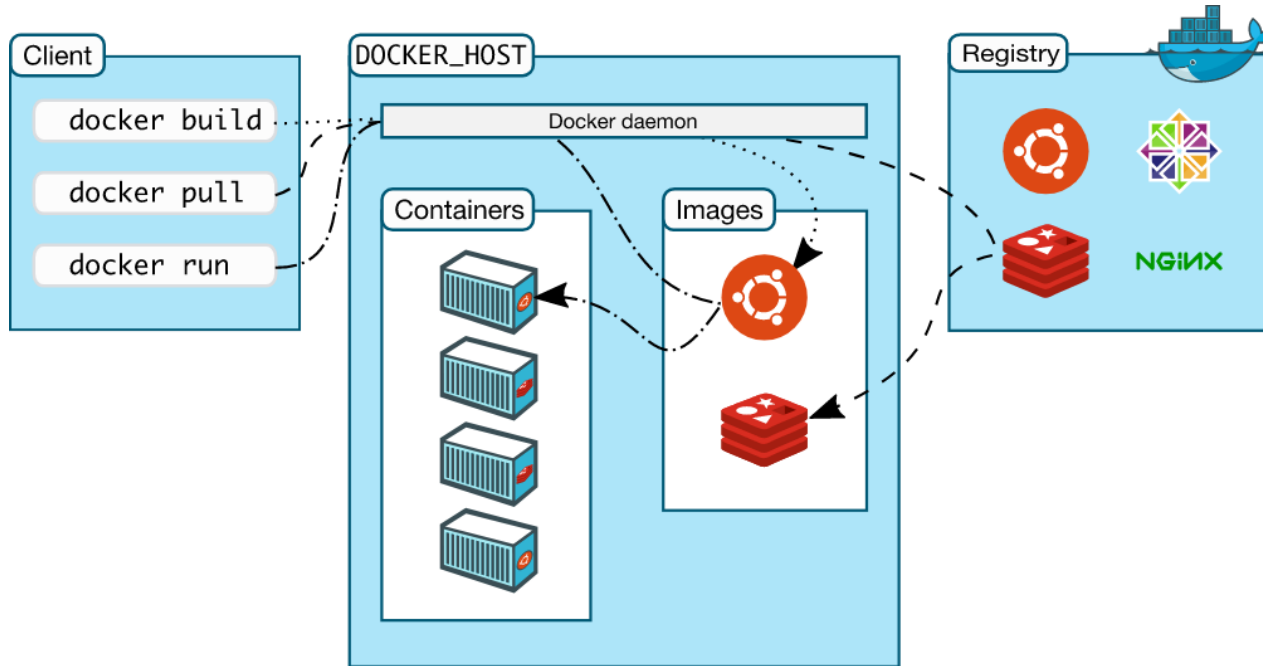 Client
docker build
docker pull
docker run
DOCKER_HOST
Docker daemon
Containers
Images
Registry
NGiNX